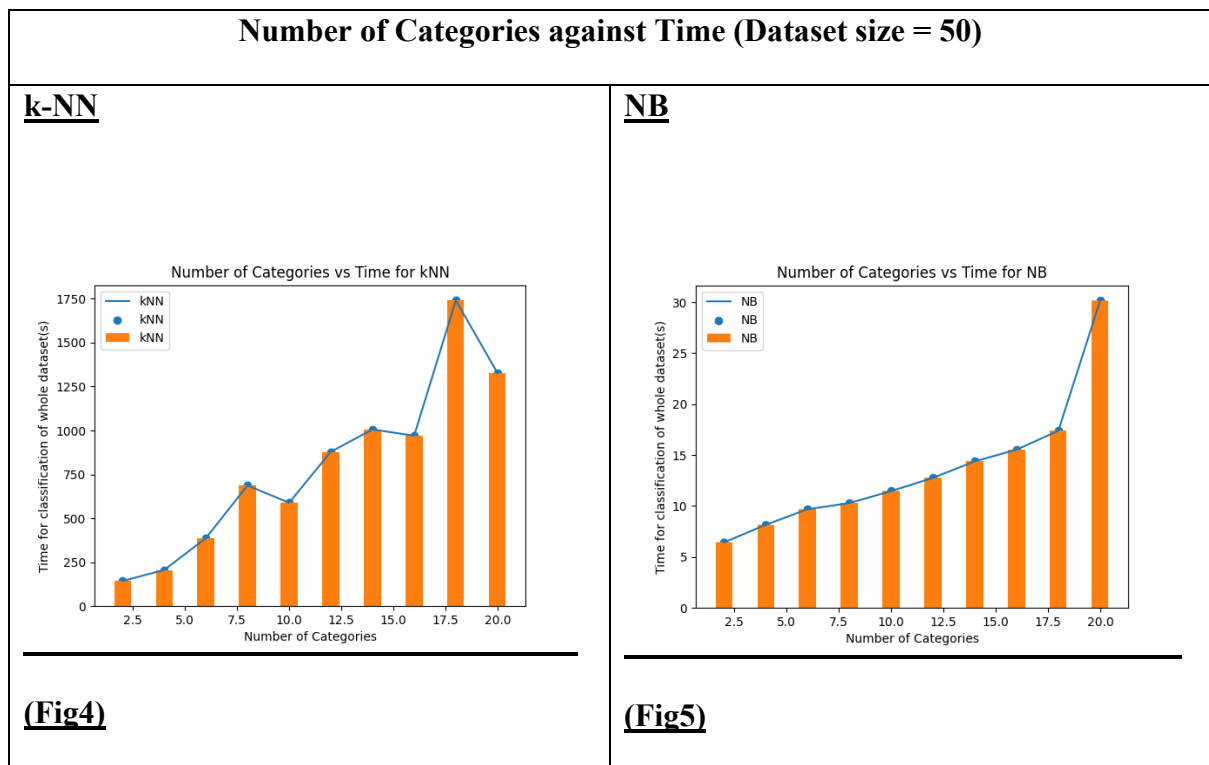 Number of Categories against Time (Dataset size = 50)
k-NN
Number of Categories vs Time for kNN
kNN
kNN
kNN
1750
1500
1250
1000
750
500
250
0
Time for classification of whole dataset(s)
2.5 5.0 7.5 10.0 12.5 15.0 17.5 20.0
Number of Categories
(Fig4)
NB
Number of Categories vs Time for NB
NB
NB
NB
30
25
20
15
10
5
0
Time for classification of whole dataset(s)
2.5 5.0 7.5 10.0 12.5 15.0 17.5 20.0
Number of Categories
(Fig5)